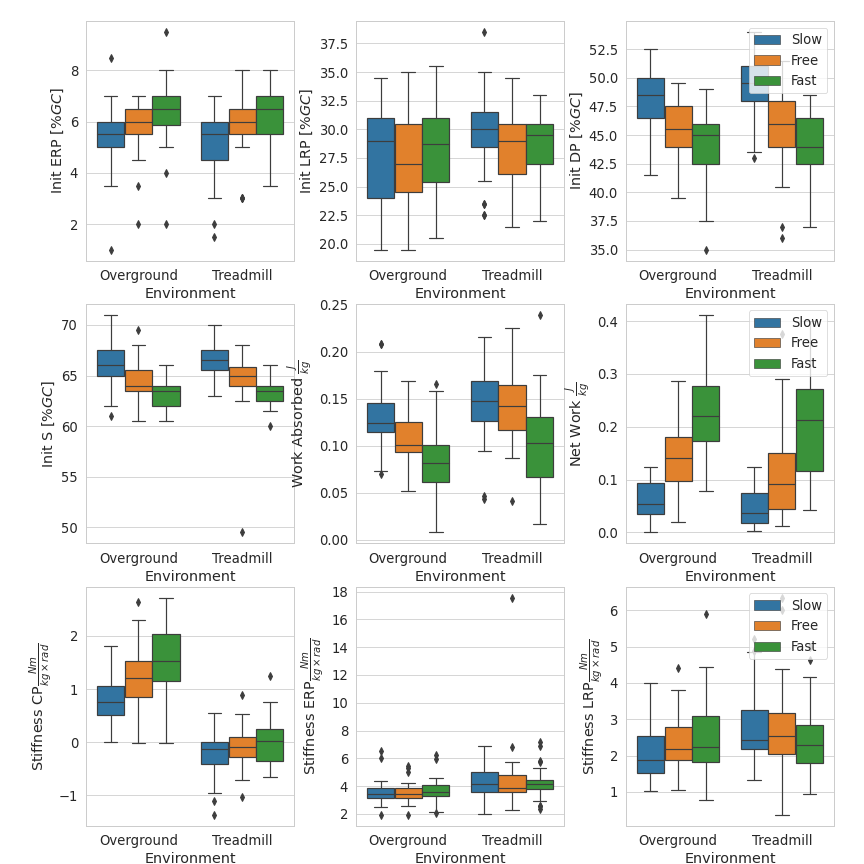 Init ERP [%GC]
8
6
4
2
Overground
Treadmill
Environment
Init LRP [%GC]
37.5
35.0
32.5
30.0
27.5
25.0
22.5
20.0
Overground
Treadmill
Environment
Init DP [%GC]
52.5
50.0
47.5
45.0
42.5
40.0
37.5
35.0
Slow
Free
Fast
Overground
Treadmill
Environment
Init S [%GC]
70
65
60
55
50
Overground
Treadmill
Environment
Work Absorbed J/kg
0.25
0.20
0.15
0.10
0.05
0.00
Overground
Treadmill
Environment
Net Work J/kg
0.4
0.3
0.2
0.1
0.0
Slow
Free
Fast
Overground
Treadmill
Environment
Stiffness CP Nm/kg×rad
2
1
0
−1
Overground
Treadmill
Environment
Stiffness ERP Nm/kg×rad
18
16
14
12
10
8
6
4
2
Overground
Treadmill
Environment
Stiffness LRP Nm/kg×rad
6
5
4
3
2
1
Slow
Free
Fast
Overground
Treadmill
Environment